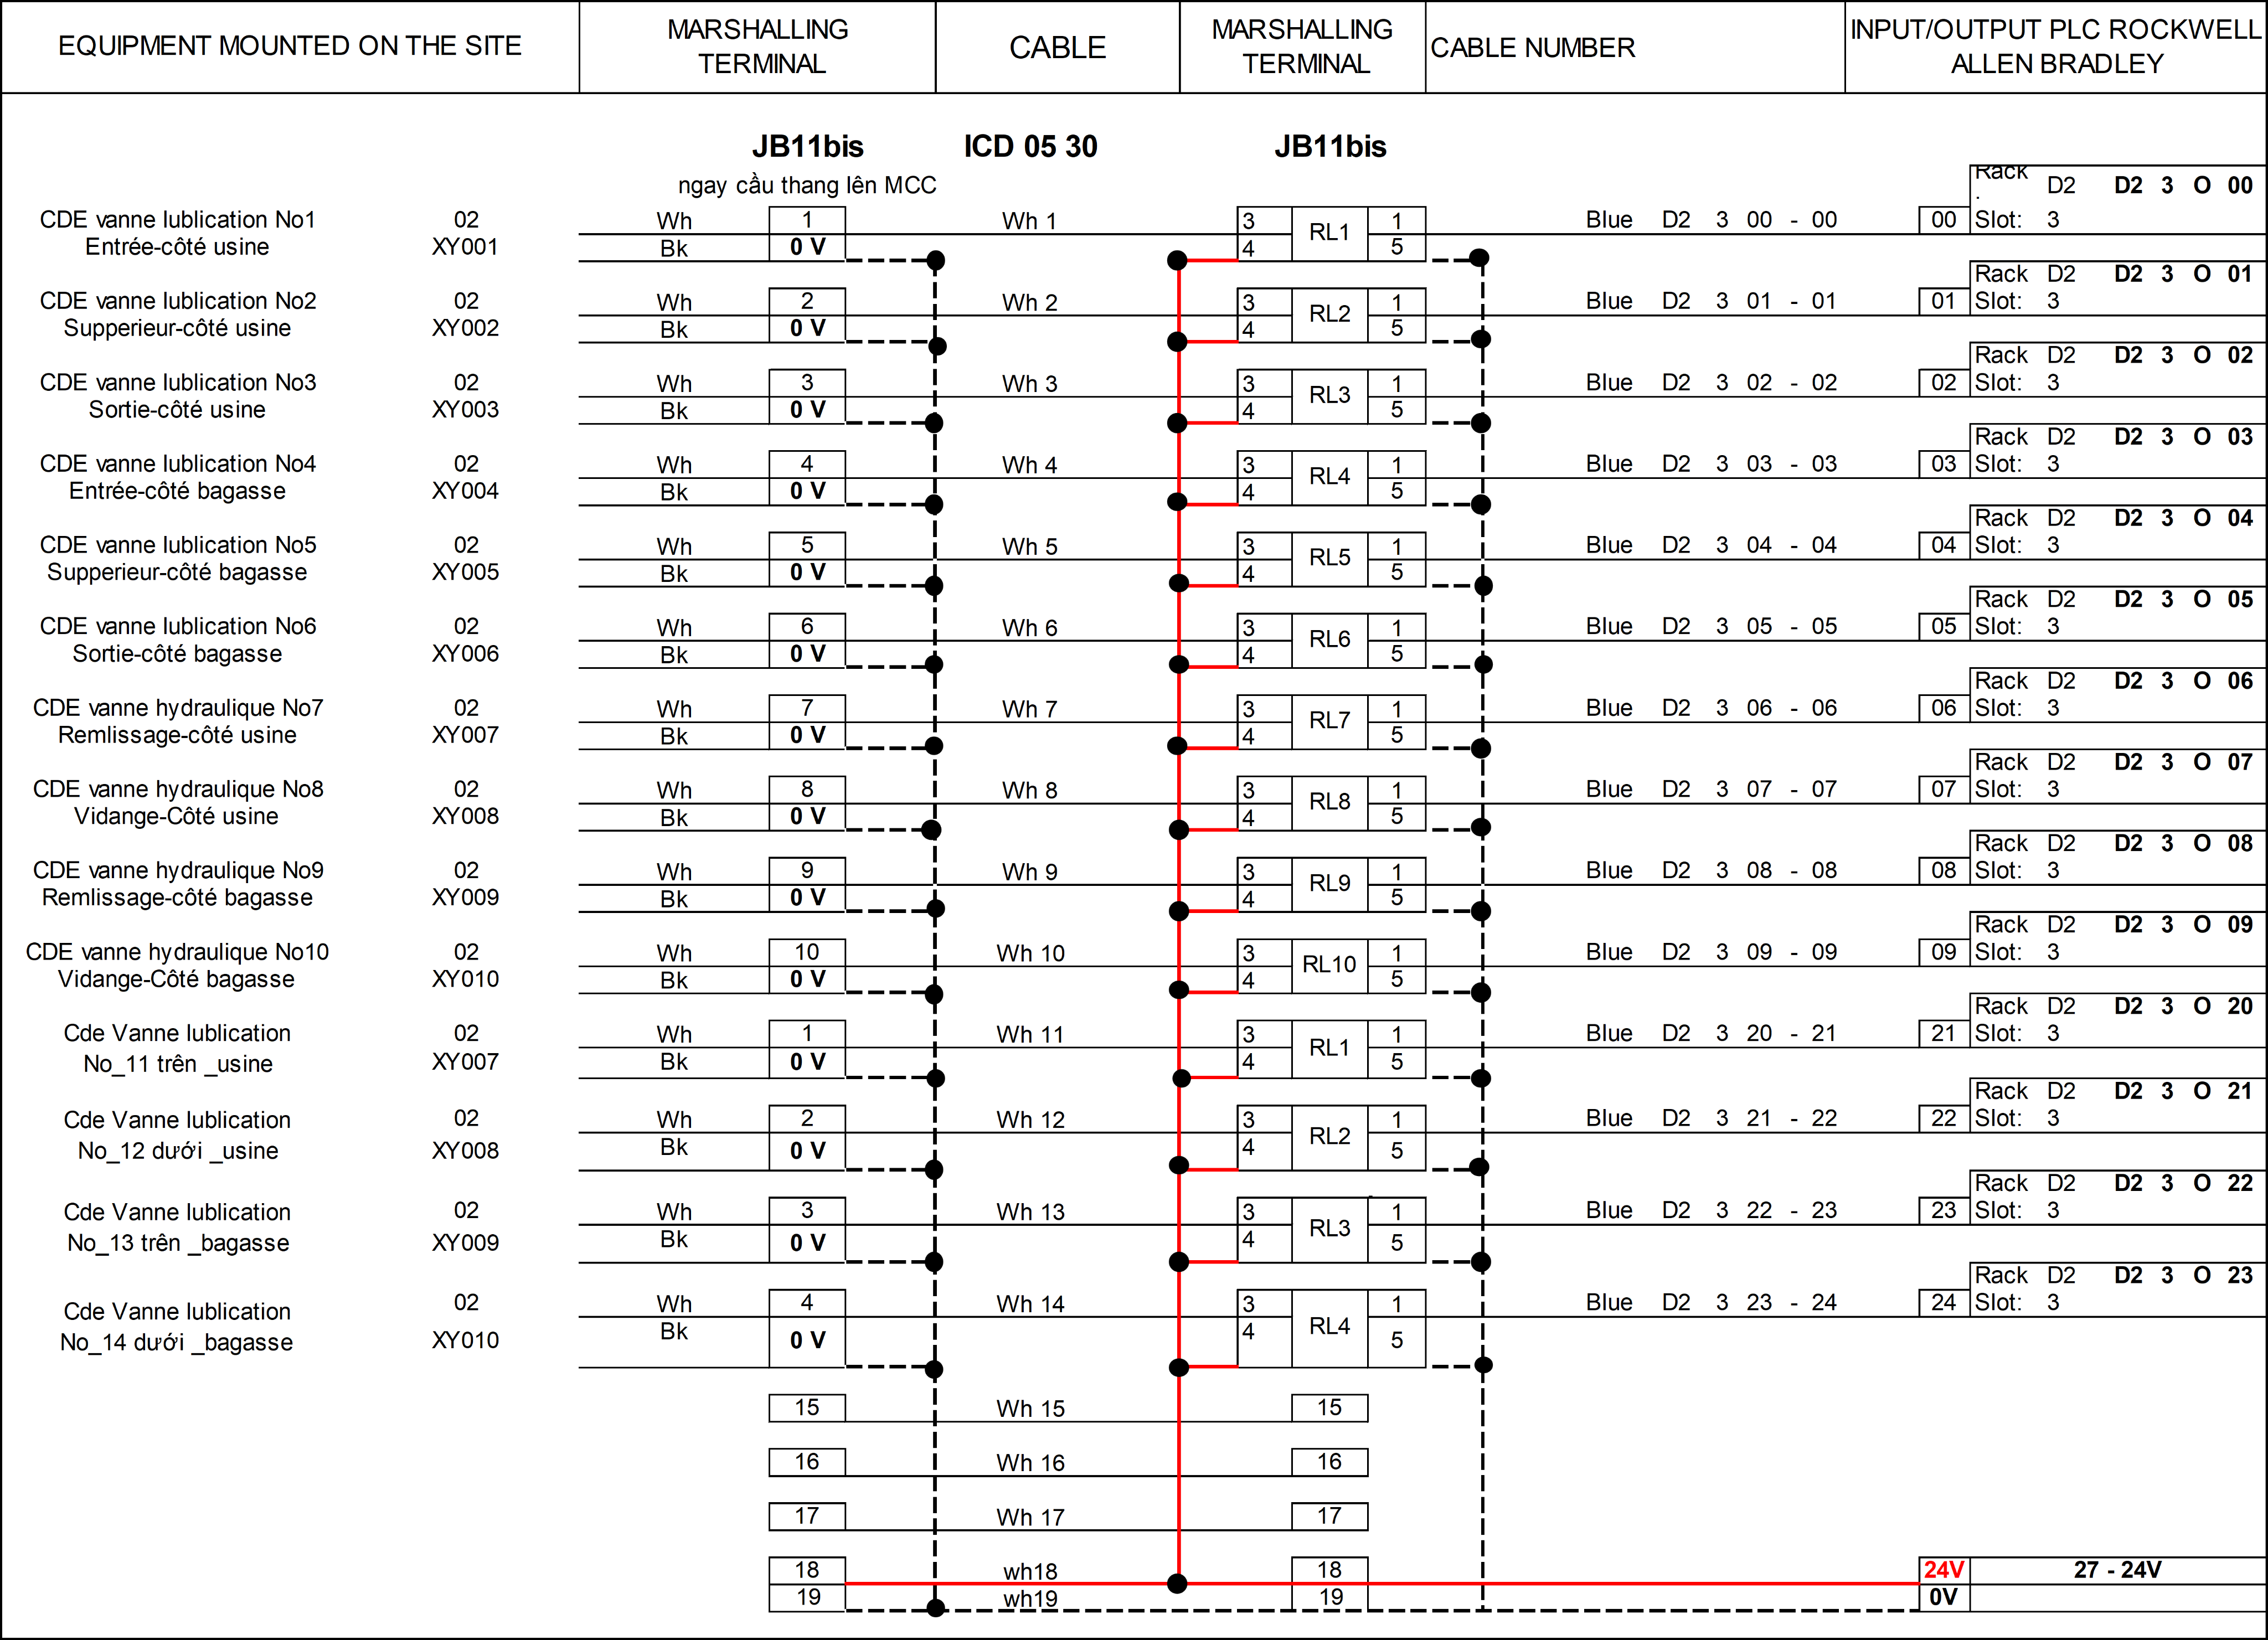 EQUIPMENT MOUNTED ON THE SITE
MARSHALLING TERMINAL
CABLE
MARSHALLING TERMINAL
CABLE NUMBER
INPUT/OUTPUT PLC ROCKWELL ALLEN BRADLEY
JB11bis ICD 05 30 JB11bis
ngay cầu thang lên MCC
Rack : D2 D2 3 O 00
CDE vanne lublication No1 02 Wh 1 Wh 1 3 RL1 1 Blue D2 3 00 - 00 00 Slot: 3
Entrée-côté usine XY001 Bk 0 V 4 5
Rack D2 D2 3 O 01
CDE vanne lublication No2 02 Wh 2 Wh 2 3 RL2 1 Blue D2 3 01 - 01 01 Slot: 3
Supperieur-côté usine XY002 Bk 0 V 4 5
Rack D2 D2 3 O 02
CDE vanne lublication No3 02 Wh 3 Wh 3 3 RL3 1 Blue D2 3 02 - 02 02 Slot: 3
Sortie-côté usine XY003 Bk 0 V 4 5
Rack D2 D2 3 O 03
CDE vanne lublication No4 02 Wh 4 Wh 4 3 RL4 1 Blue D2 3 03 - 03 03 Slot: 3
Entrée-côté bagasse XY004 Bk 0 V 4 5
Rack D2 D2 3 O 04
CDE vanne lublication No5 02 Wh 5 Wh 5 3 RL5 1 Blue D2 3 04 - 04 04 Slot: 3
Supperieur-côté bagasse XY005 Bk 0 V 4 5
Rack D2 D2 3 O 05
CDE vanne lublication No6 02 Wh 6 Wh 6 3 RL6 1 Blue D2 3 05 - 05 05 Slot: 3
Sortie-côté bagasse XY006 Bk 0 V 4 5
Rack D2 D2 3 O 06
CDE vanne hydraulique No7 02 Wh 7 Wh 7 3 RL7 1 Blue D2 3 06 - 06 06 Slot: 3
Remlissage-côté usine XY007 Bk 0 V 4 5
Rack D2 D2 3 O 07
CDE vanne hydraulique No8 02 Wh 8 Wh 8 3 RL8 1 Blue D2 3 07 - 07 07 Slot: 3
Vidange-Côté usine XY008 Bk 0 V 4 5
Rack D2 D2 3 O 08
CDE vanne hydraulique No9 02 Wh 9 Wh 9 3 RL9 1 Blue D2 3 08 - 08 08 Slot: 3
Remlissage-côté bagasse XY009 Bk 0 V 4 5
Rack D2 D2 3 O 09
CDE vanne hydraulique No10 02 Wh 10 Wh 10 3 RL10 1 Blue D2 3 09 - 09 09 Slot: 3
Vidange-Côté bagasse XY010 Bk 0 V 4 5
Rack D2 D2 3 O 20
Cde Vanne lublication 02 Wh 1 Wh 11 3 RL1 1 Blue D2 3 20 - 21 21 Slot: 3
No_11 trên _usine XY007 Bk 0 V 4 5
Rack D2 D2 3 O 21
Cde Vanne lublication 02 Wh 2 Wh 12 3 RL2 1 Blue D2 3 21 - 22 22 Slot: 3
No_12 dưới _usine XY008 Bk 0 V 4 5
Rack D2 D2 3 O 22
Cde Vanne lublication 02 Wh 3 Wh 13 3 RL3 1 Blue D2 3 22 - 23 23 Slot: 3
No_13 trên _bagasse XY009 Bk 0 V 4 5
Rack D2 D2 3 O 23
Cde Vanne lublication 02 Wh 4 Wh 14 3 RL4 1 Blue D2 3 23 - 24 24 Slot: 3
No_14 dưới _bagasse XY010 Bk 0 V 4 5
15 Wh 15 15
16 Wh 16 16
17 Wh 17 17
18 wh18 18 24V 27 - 24V
19 wh19 19 0V